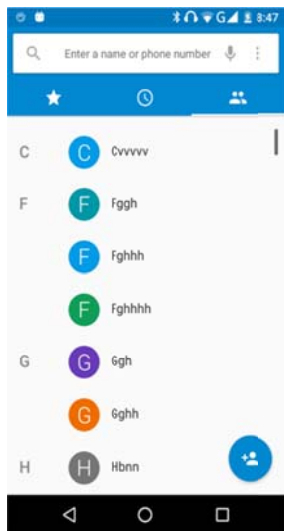 G 8:47
Enter a name or phone number
C C Cvvvvv
F F Fggh
F Fghhh
F Fghhhh
G G Ggh
G Gghh
H H Hbnn